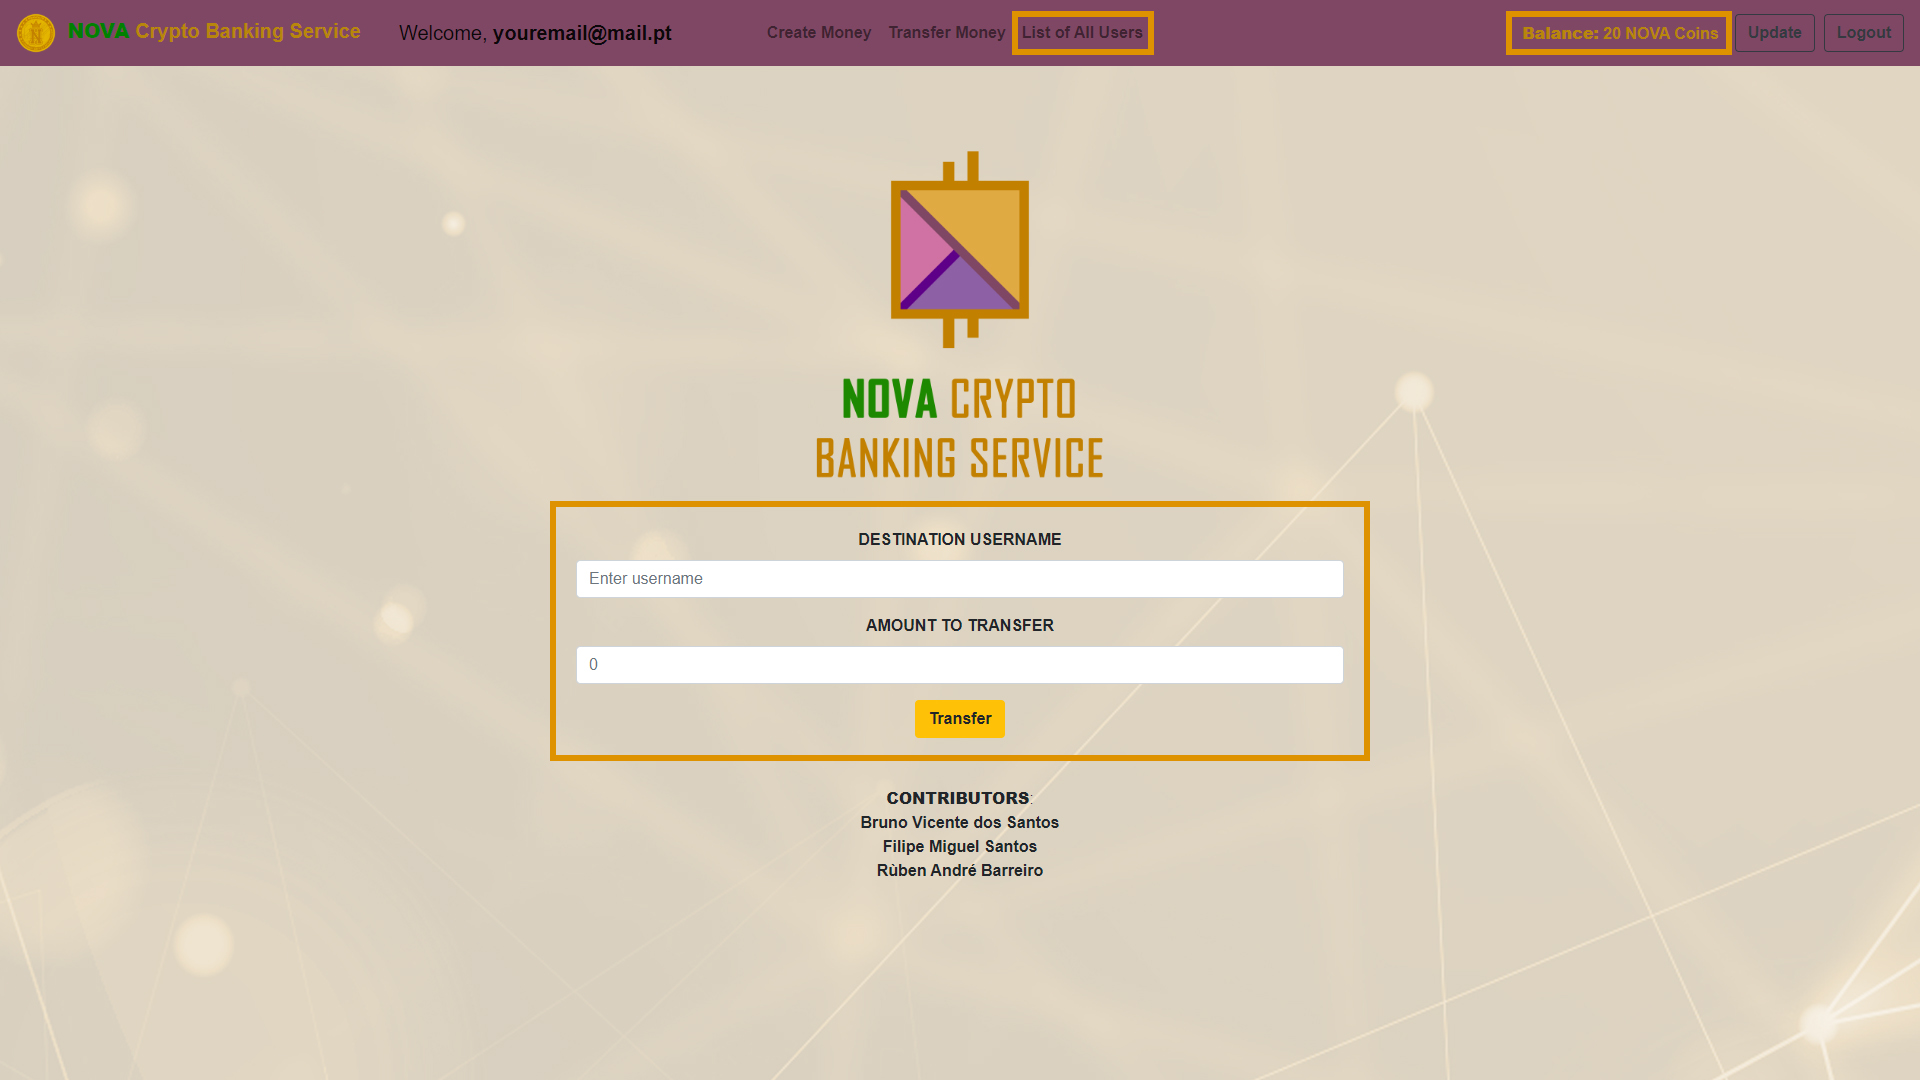 NOVA Crypto Banking Service
Welcome, youremail@mail.pt
Create Money
Transfer Money
List of All Users
Balance: 20 NOVA Coins
Update
Logout
NOVA CRYPTO
BANKING SERVICE
DESTINATION USERNAME
Enter username
AMOUNT TO TRANSFER
0
Transfer
CONTRIBUTORS:
Bruno Vicente dos Santos
Filipe Miguel Santos
Rùben André Barreiro